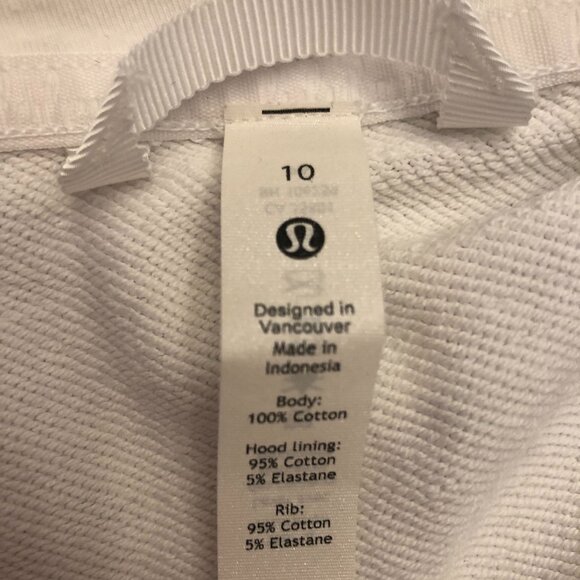 10
Designed in
Vancouver
Made in
Indonesia
Body:
100% Cotton
Hood lining:
95% Cotton
5% Elastane
Rib:
95% Cotton
5% Elastane